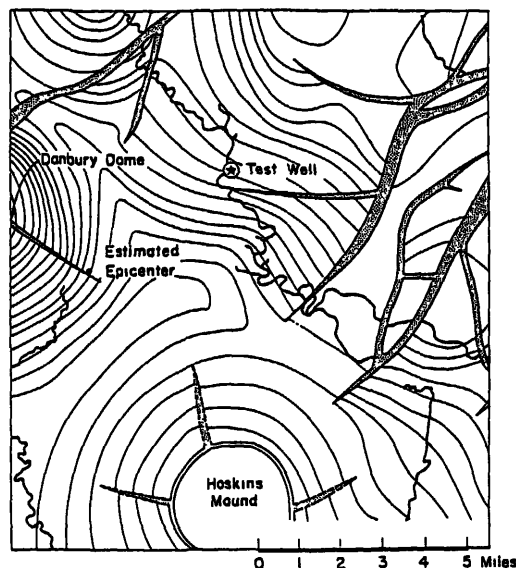 Test Well
Danbury Dome
Estimated
Epicenter
Hoskins
Mound
0 1 2 3 4 5 Miles